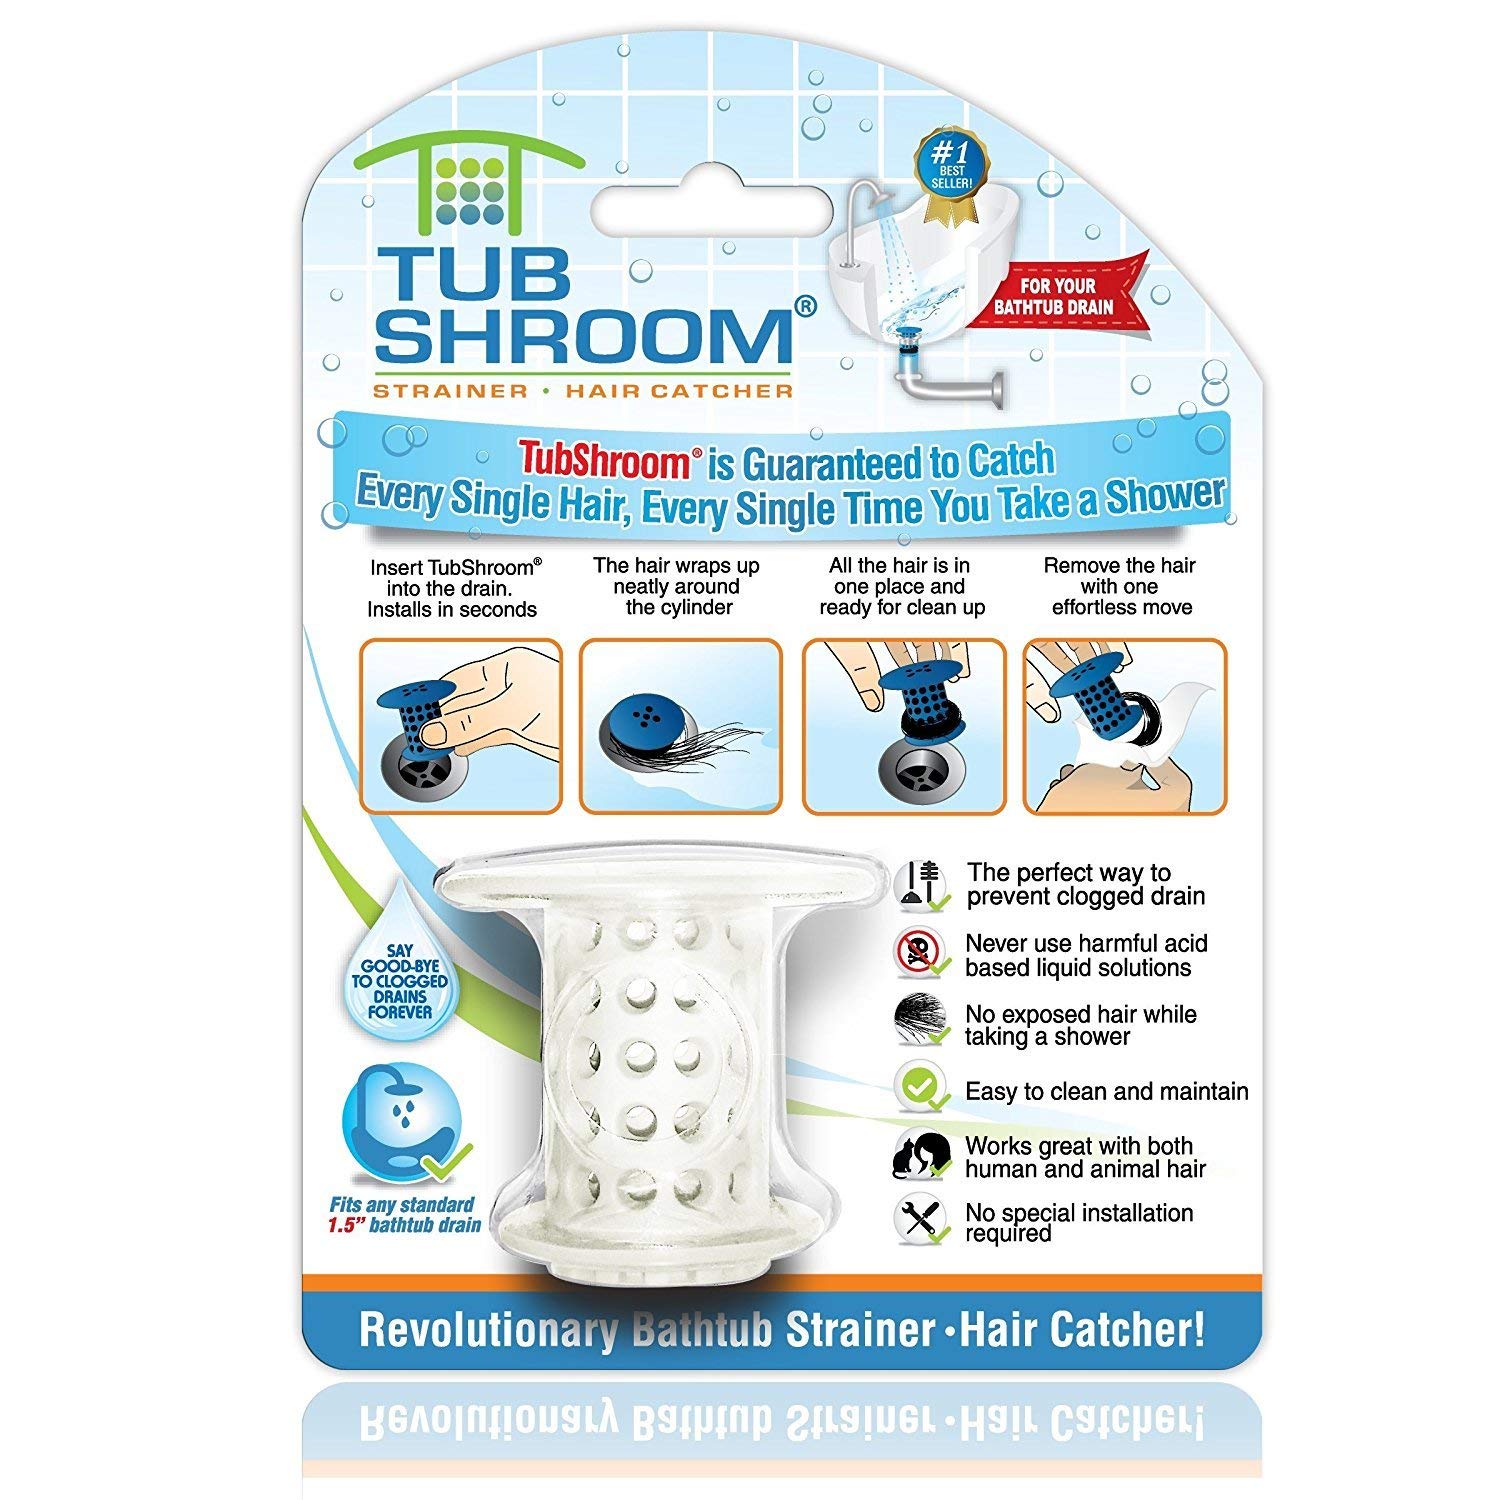 TUB
SHROOM®
STRAINER • HAIR CATCHER
#1
BEST
SELLER!
FOR YOUR
BATHTUB DRAIN
TubShroom® is Guaranteed to Catch
Every Single Hair, Every Single Time You Take a Shower
Insert TubShroom®
into the drain.
Installs in seconds
The hair wraps up
neatly around
the cylinder
All the hair is in
one place and
ready for clean up
Remove the hair
with one
effortless move
SAY
GOOD-BYE
TO CLOGGED
DRAINS
FOREVER
Fits any standard
1.5" bathtub drain
The perfect way to
prevent clogged drain
Never use harmful acid
based liquid solutions
No exposed hair while
taking a shower
Easy to clean and maintain
Works great with both
human and animal hair
No special installation
required
Revolutionary Bathtub Strainer • Hair Catcher!